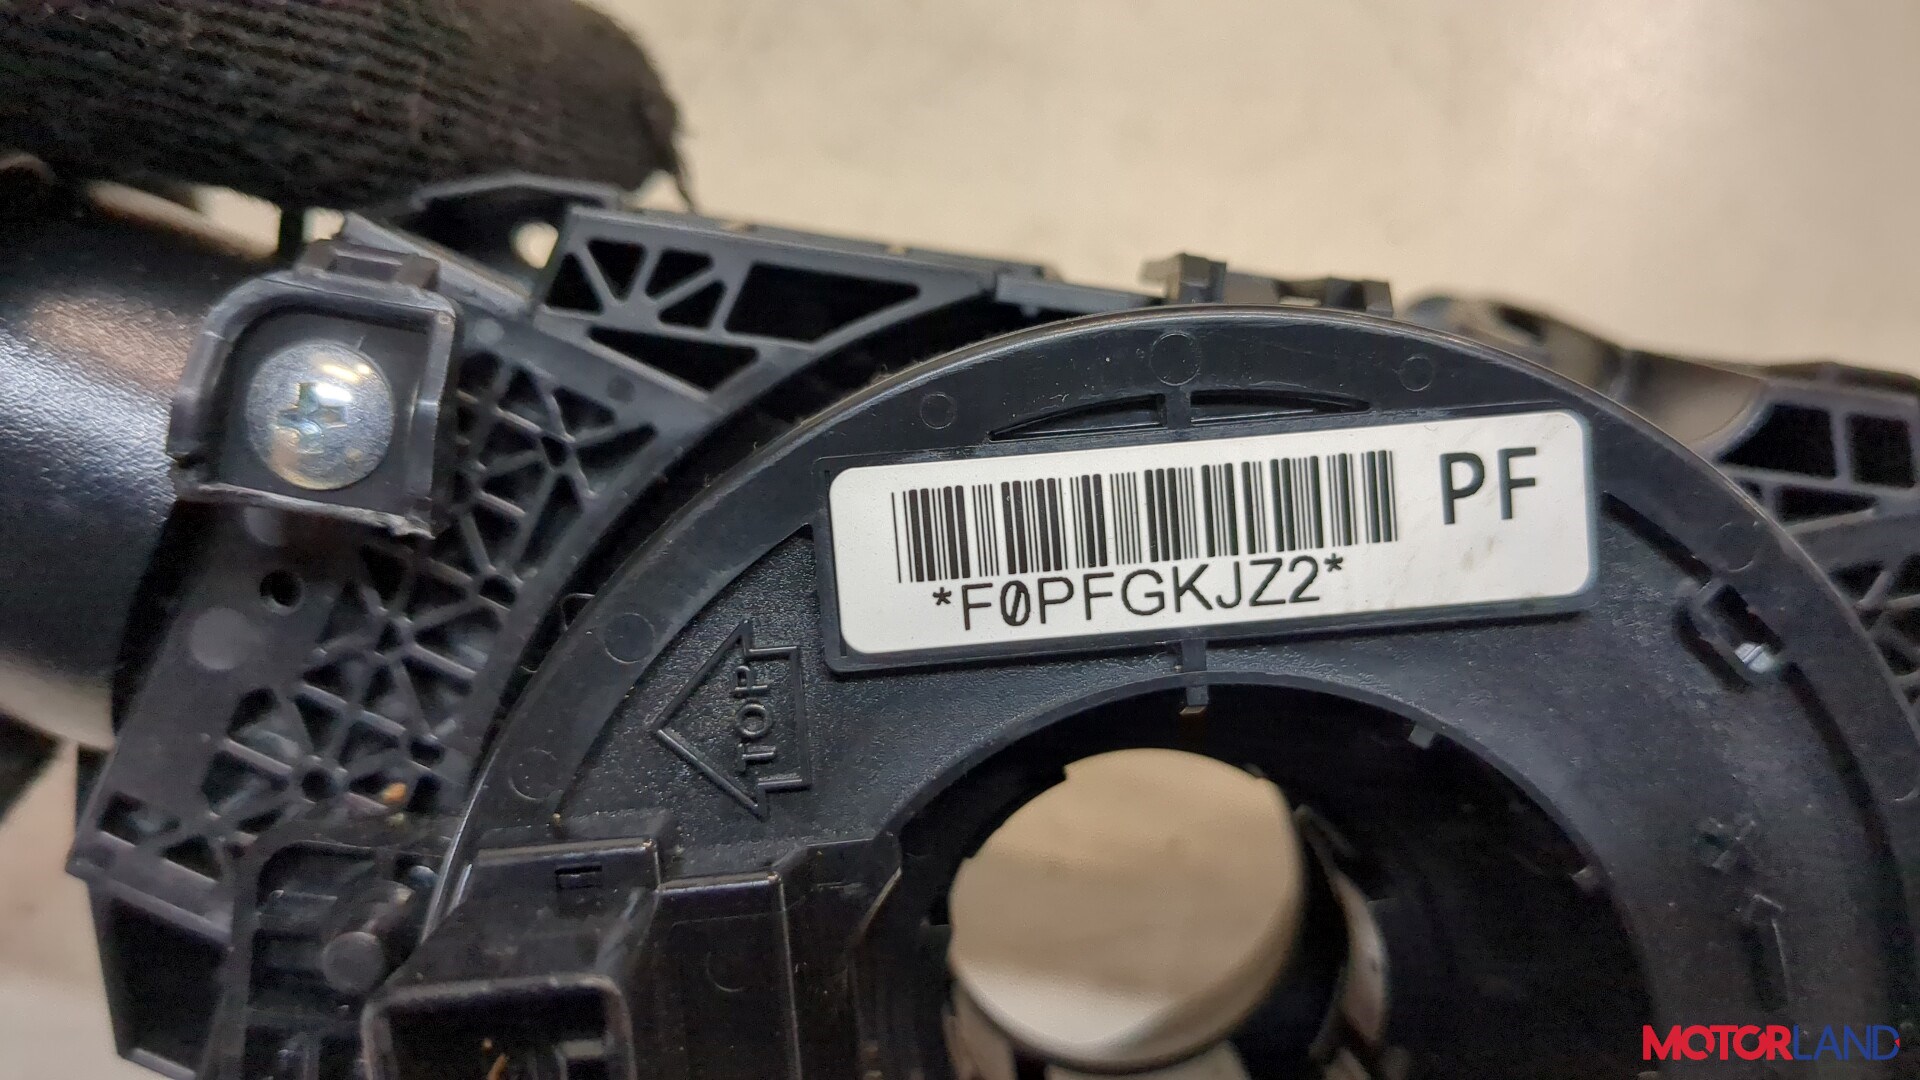 PF
*F0PFGKJZ2*
TOP
MOTORLAND